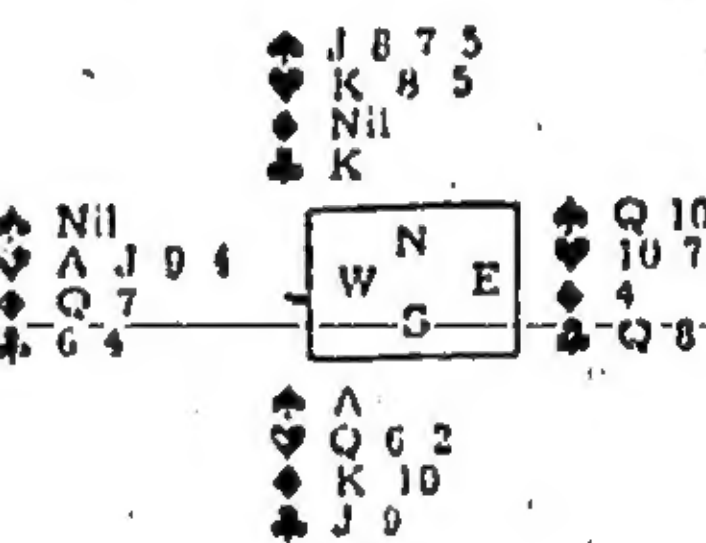 ♠ J 8 7 5
♥ K 8 5
♦ Nil
♣ K
♠ Nil
♥ A J 9 4
♦ Q 7
♣ 6 4
N
W E
S
♠ Q 10
♥ 10 7
♦ 4
♣ Q 8
♠ A
♥ Q 6 2
♦ K 10
♣ J 9